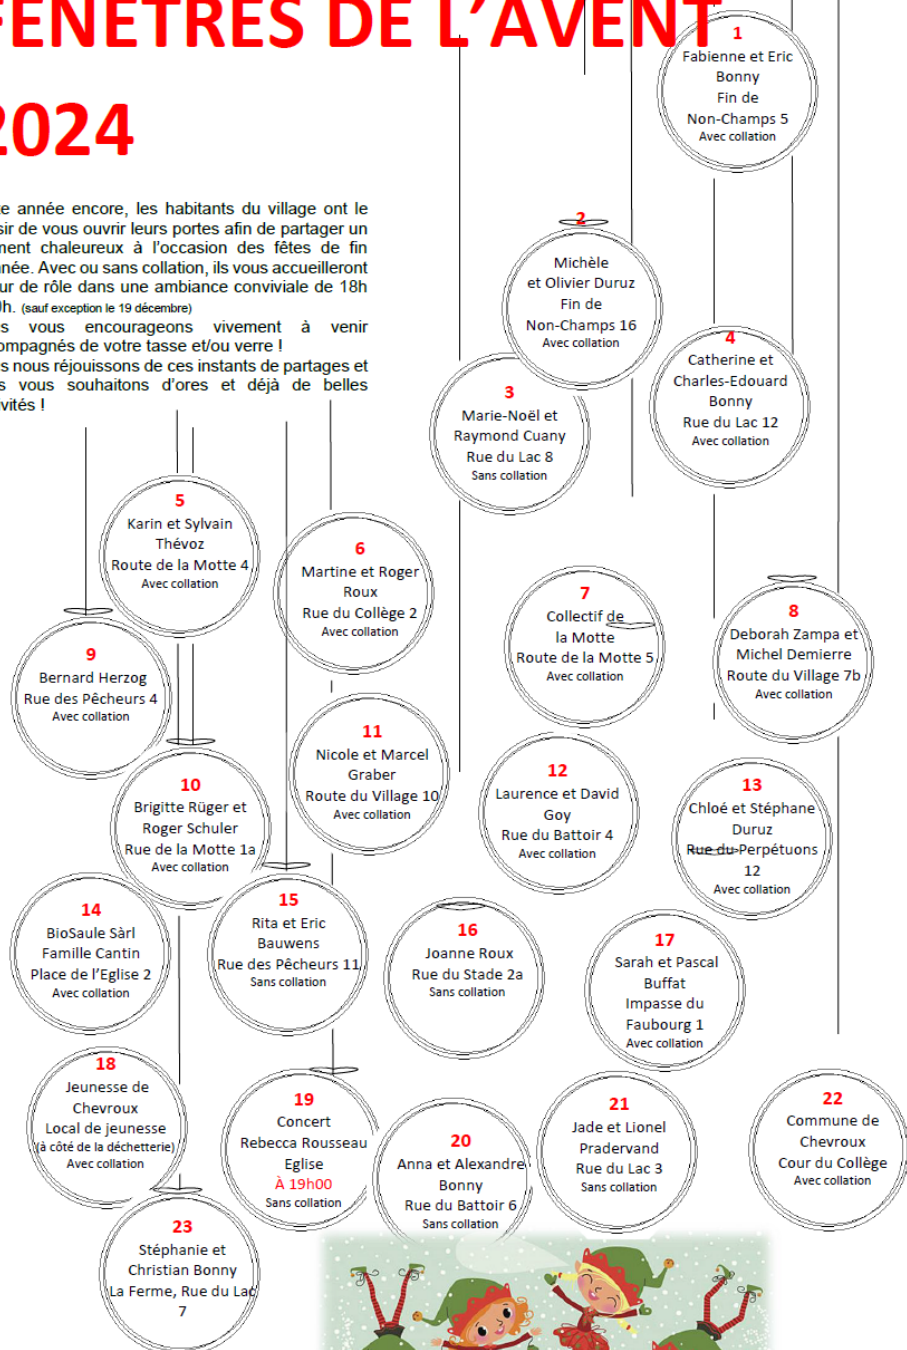 FENÊTRES DE L'AVENT
2024
te année encore, les habitants du village ont le
sir de vous ouvrir leurs portes afin de partager un
ment chaleureux à l'occasion des fêtes de fin
nnée. Avec ou sans collation, ils vous accueilleront
ur de rôle dans une ambiance conviviale de 18h
0h. (sauf exception le 19 décembre)
s vous encourageons vivement à venir
ompagnés de votre tasse et/ou verre !
s nous réjouissons de ces instants de partages et
s vous souhaitons d'ores et déjà de belles
ivités !
1
Fabienne et Eric
Bonny
Fin de
Non-Champs 5
Avec collation
2
Michèle
et Olivier Duruz
Fin de
Non-Champs 16
Avec collation
3
Marie-Noël et
Raymond Cuany
Rue du Lac 8
Sans collation
4
Catherine et
Charles-Edouard
Bonny
Rue du Lac 12
Avec collation
5
Karin et Sylvain
Thévoz
Route de la Motte 4
Avec collation
6
Martine et Roger
Roux
Rue du Collège 2
Avec collation
7
Collectif de
la Motte
Route de la Motte 5
Avec collation
8
Deborah Zampa et
Michel Demierre
Route du Village 7b
Avec collation
9
Bernard Herzog
Rue des Pêcheurs 4
Avec collation
10
Brigitte Rüger et
Roger Schuler
Rue de la Motte 1a
Avec collation
11
Nicole et Marcel
Graber
Route du Village 10
Avec collation
12
Laurence et David
Goy
Rue du Battoir 4
Avec collation
13
Chloé et Stéphane
Duruz
Rue du Perpétuons
12
Avec collation
14
BioSaule Sàrl
Famille Cantin
Place de l'Eglise 2
Avec collation
15
Rita et Eric
Bauwens
Rue des Pêcheurs 11
Sans collation
16
Joanne Roux
Rue du Stade 2a
Sans collation
17
Sarah et Pascal
Buffat
Impasse du
Faubourg 1
Avec collation
18
Jeunesse de
Chevroux
Local de jeunesse
(à côté de la déchetterie)
Avec collation
19
Concert
Rebecca Rousseau
Eglise
À 19h00
Sans collation
20
Anna et Alexandre
Bonny
Rue du Battoir 6
Sans collation
21
Jade et Lionel
Pradervand
Rue du Lac 3
Sans collation
22
Commune de
Chevroux
Cour du Collège
Avec collation
23
Stéphanie et
Christian Bonny
La Ferme, Rue du Lac
7